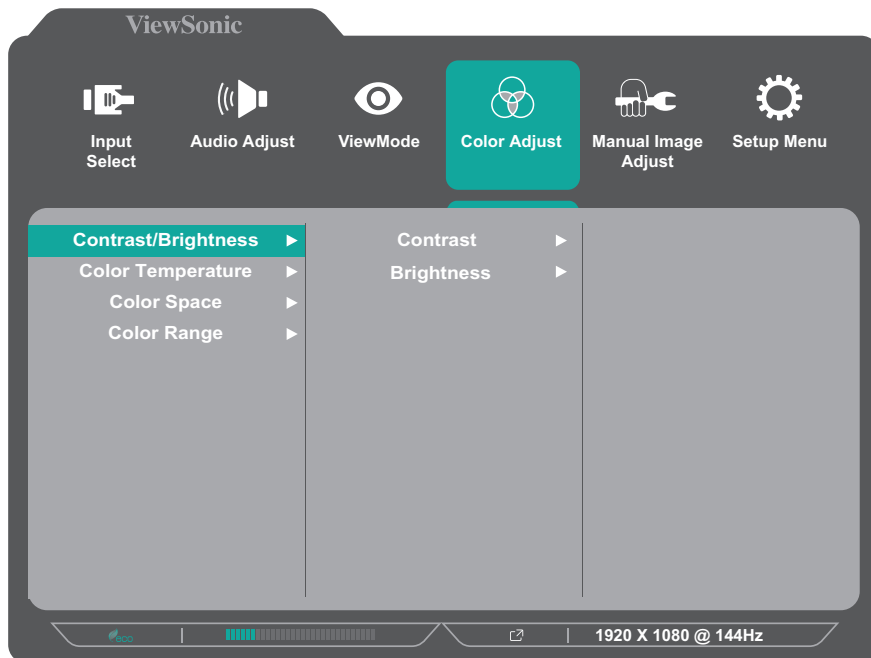 ViewSonic
Input
Select
Audio Adjust
ViewMode
Color Adjust
Manual Image
Adjust
Setup Menu
Contrast/Brightness
Color Temperature
Color Space
Color Range
Contrast
Brightness
eco
1920 X 1080 @ 144Hz